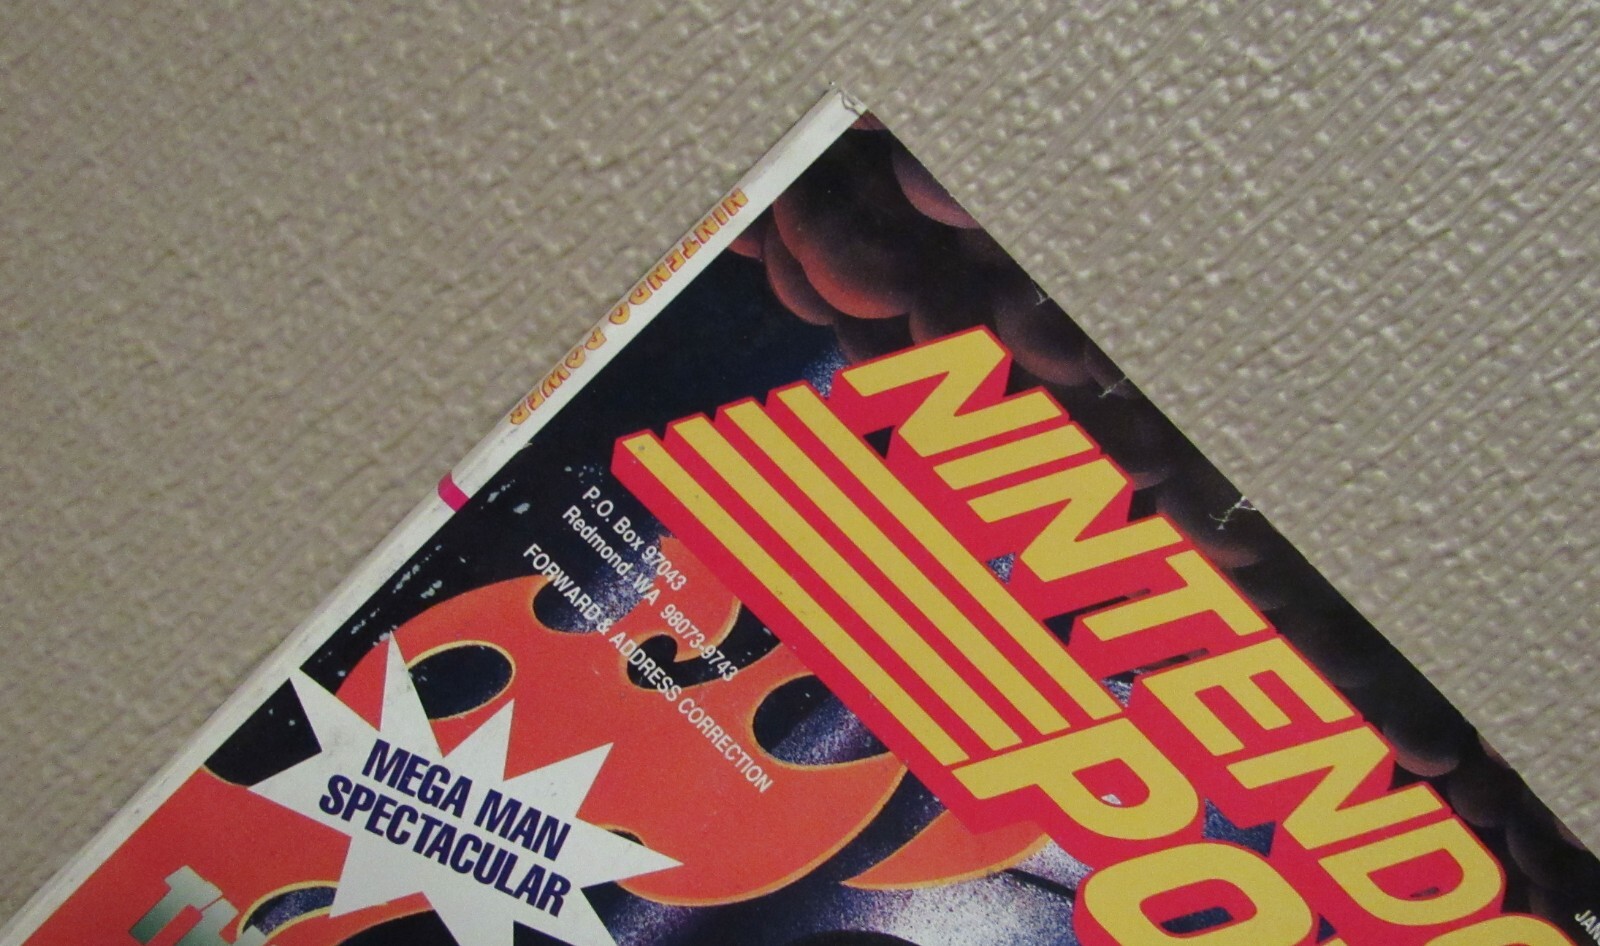 NINTENDO POWER
NINTENDO
P.O. Box 97043
Redmond, WA 98073-9743
FORWARD & ADDRESS CORRECTION
MEGA MAN
SPECTACULAR